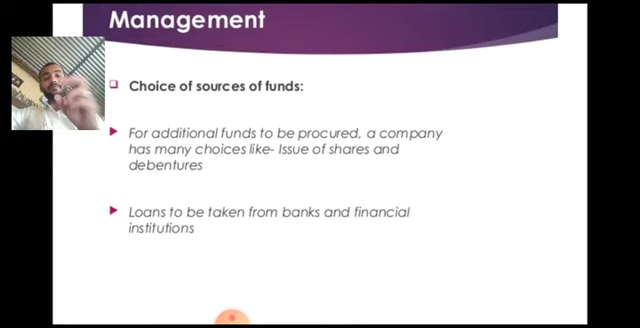 Management
Choice of sources of funds:
For additional funds to be procured, a company
has many choices like- Issue of shares and
debentures
Loans to be taken from banks and financial
institutions